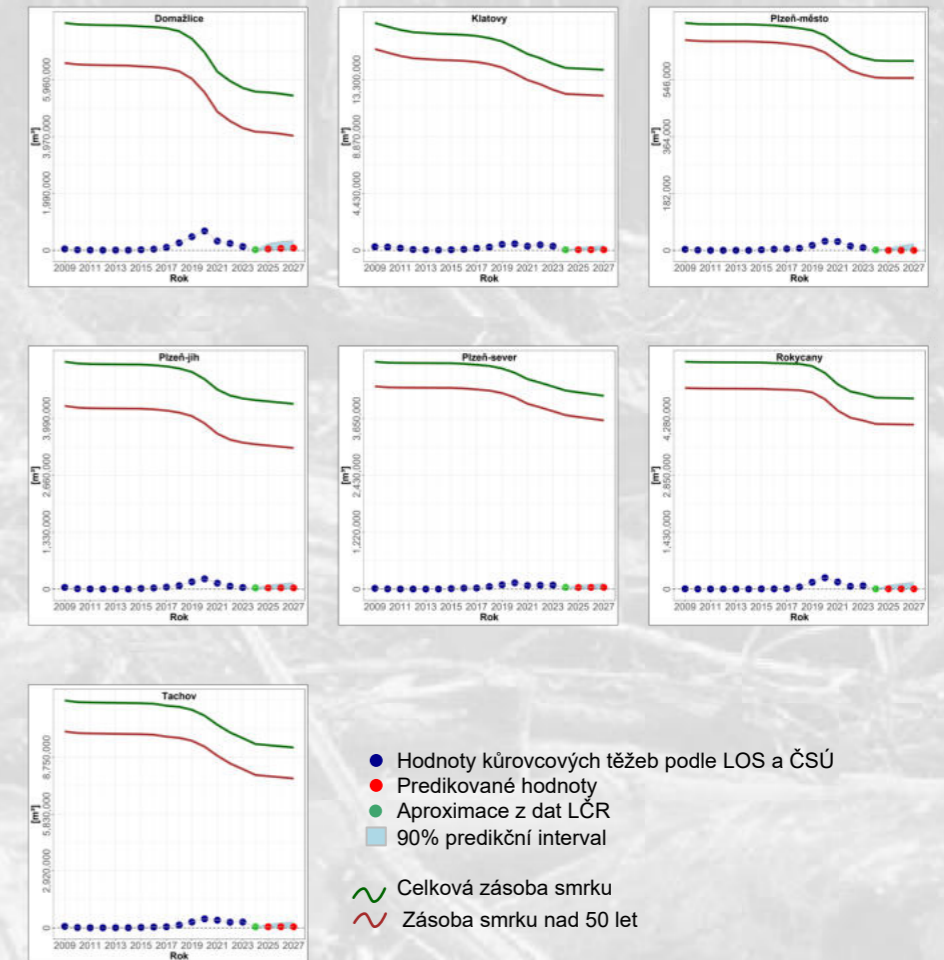 Domažlice
[m³]
5,960,000
3,970,000
1,990,000
0
2009 2011 2013 2015 2017 2019 2021 2023 2025 2027
Rok
Klatovy
[m³]
13,300,000
8,870,000
4,430,000
0
2009 2011 2013 2015 2017 2019 2021 2023 2025 2027
Rok
Plzeň-město
[m³]
546,000
364,000
182,000
0
2009 2011 2013 2015 2017 2019 2021 2023 2025 2027
Rok
Plzeň-jih
[m³]
3,990,000
2,660,000
1,330,000
0
2009 2011 2013 2015 2017 2019 2021 2023 2025 2027
Rok
Plzeň-sever
[m³]
3,650,000
2,430,000
1,220,000
0
2009 2011 2013 2015 2017 2019 2021 2023 2025 2027
Rok
Rokycany
[m³]
4,280,000
2,850,000
1,430,000
0
2009 2011 2013 2015 2017 2019 2021 2023 2025 2027
Rok
Tachov
[m³]
8,750,000
5,830,000
2,920,000
0
2009 2011 2013 2015 2017 2019 2021 2023 2025 2027
Rok
Hodnoty kůrovcových těžeb podle LOS a ČSÚ
Predikované hodnoty
Aproximace z dat LČR
90% predikční interval
Celková zásoba smrku
Zásoba smrku nad 50 let